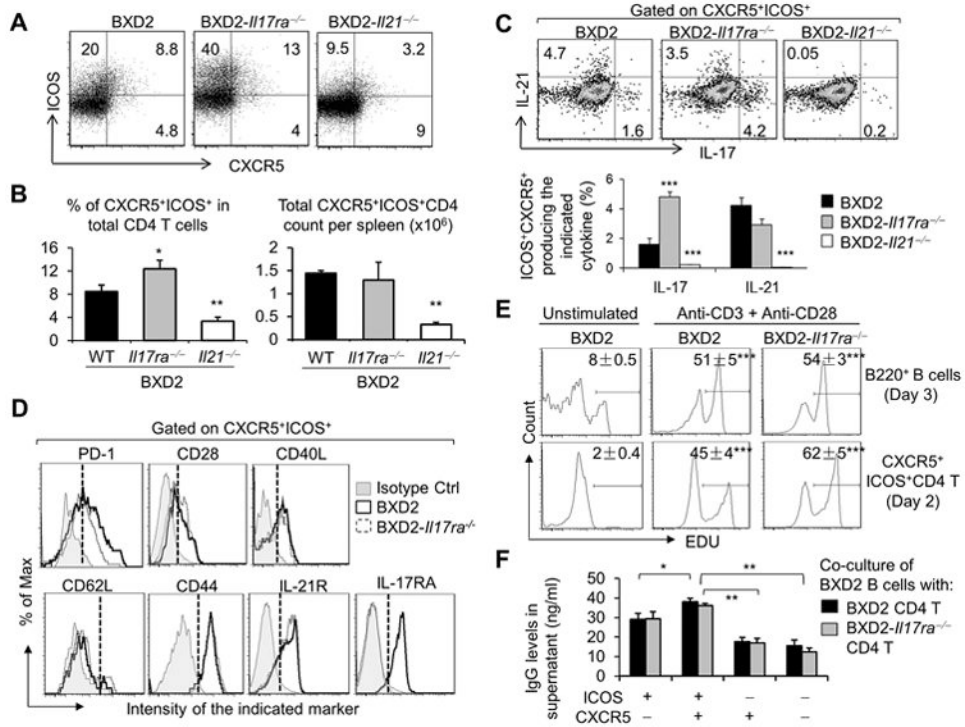 A
BXD2
BXD2-Il17ra⁻/⁻
BXD2-Il21⁻/⁻
20
8.8
40
13
9.5
3.2
4.8
4
9
ICOS
CXCR5
B
% of CXCR5⁺ICOS⁺ in
total CD4 T cells
16
12
8
4
0
*
**
WT
Il17ra⁻/⁻
Il21⁻/⁻
BXD2
Total CXCR5⁺ICOS⁺CD4
count per spleen (x10⁶)
2
1.5
1
0.5
0
**
WT
Il17ra⁻/⁻
Il21⁻/⁻
BXD2
C
Gated on CXCR5⁺ICOS⁺
BXD2
BXD2-Il17ra⁻/⁻
BXD2-Il21⁻/⁻
4.7
3.5
0.05
1.6
4.2
0.2
IL-21
IL-17
ICOS⁺CXCR5⁺
producing the
indicated
cytokine (%)
6
4
2
0
***
***
***
IL-17
IL-21
BXD2
BXD2-Il17ra⁻/⁻
BXD2-Il21⁻/⁻
D
Gated on CXCR5⁺ICOS⁺
PD-1
CD28
CD40L
Isotype Ctrl
BXD2
BXD2-Il17ra⁻/⁻
CD62L
CD44
IL-21R
IL-17RA
% of Max
Intensity of the indicated marker
E
Unstimulated
Anti-CD3 + Anti-CD28
BXD2
BXD2
BXD2-Il17ra⁻/⁻
8±0.5
51±5***
54±3***
B220⁺ B cells
(Day 3)
2±0.4
45±4***
62±5***
CXCR5⁺
ICOS⁺CD4 T
(Day 2)
Count
EDU
F
IgG levels in
supernatant (ng/ml)
50
40
30
20
10
0
*
**
**
ICOS + + – –
CXCR5 – + + –
Co-culture of
BXD2 B cells with:
BXD2 CD4 T
BXD2-Il17ra⁻/⁻
CD4 T